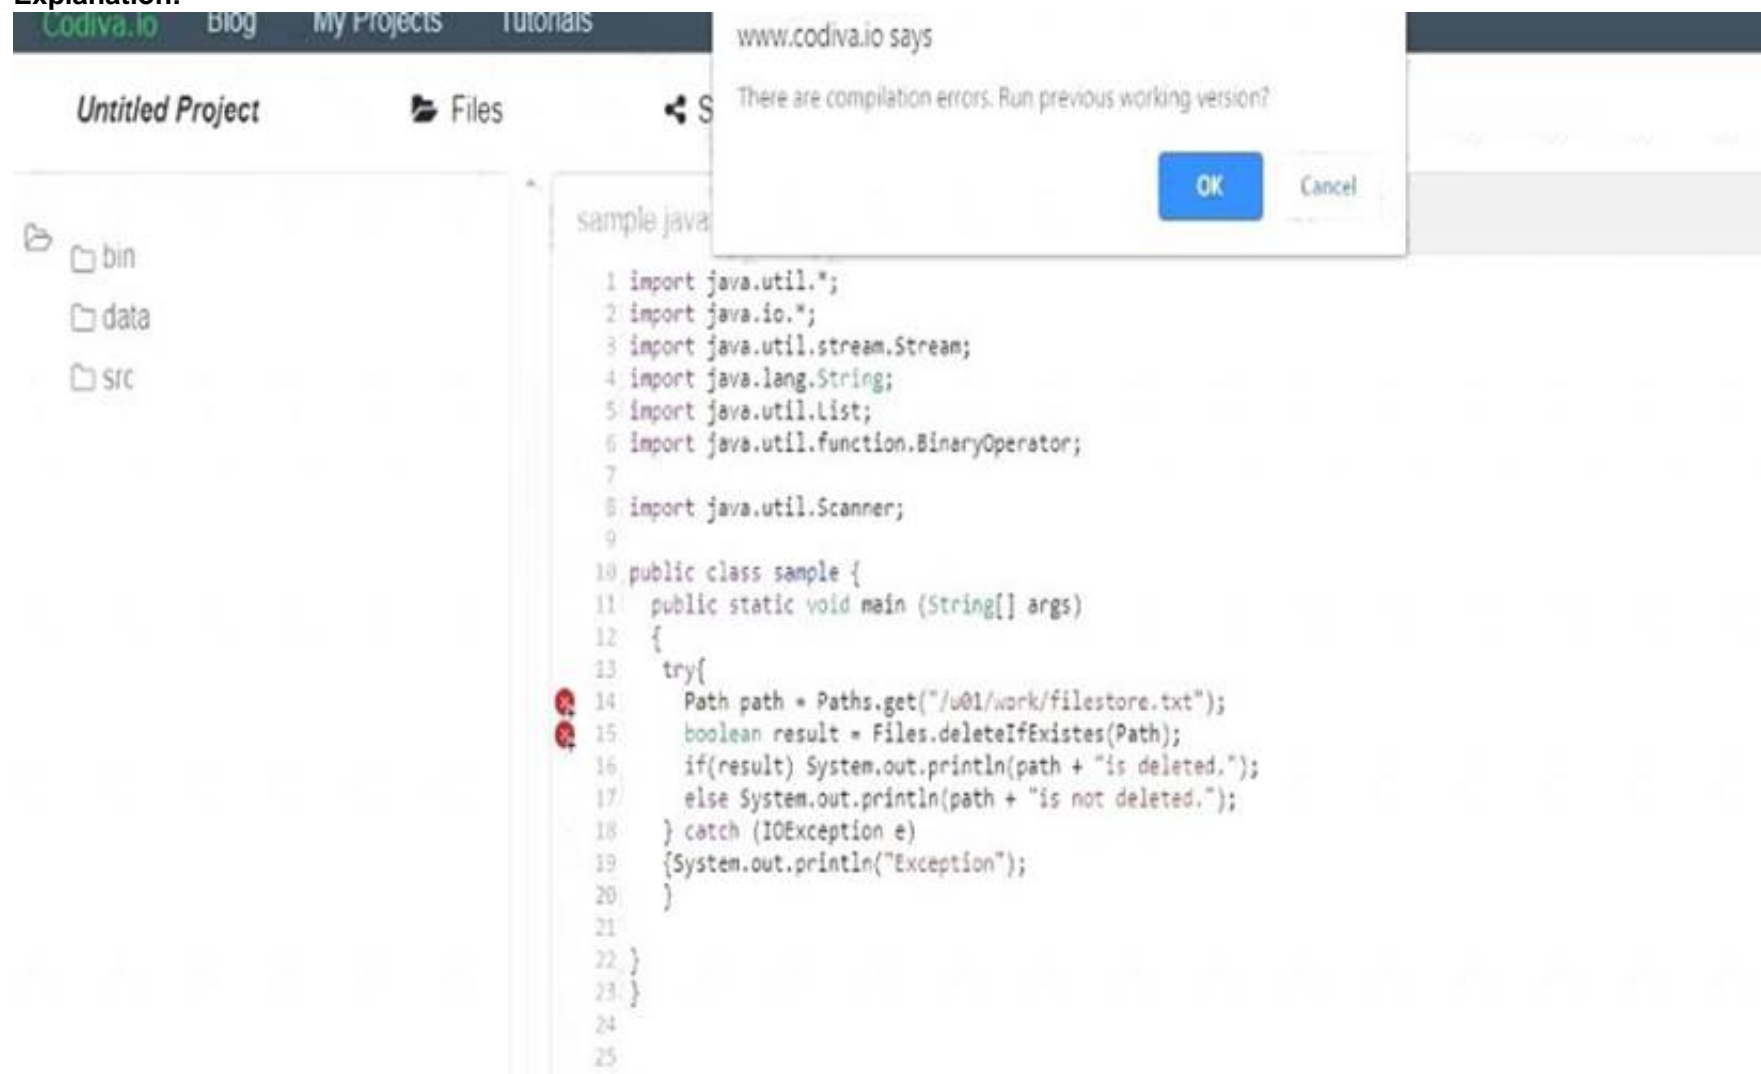 Explanation:
Codiva.io Blog My Projects Tutorials
www.codiva.io says
There are compilation errors. Run previous working version?
OK Cancel
Untitled Project Files S
bin
data
src
sample java
1 import java.util.*;
2 import java.io.*;
3 import java.util.stream.Stream;
4 import java.lang.String;
5 import java.util.List;
6 import java.util.function.BinaryOperator;
7
8 import java.util.Scanner;
9
10 public class sample {
11 public static void main (String[] args)
12 {
13 try{
14 Path path = Paths.get("/u01/work/filestore.txt");
15 boolean result = Files.deleteIfExistes(Path);
16 if(result) System.out.println(path + "is deleted.");
17 else System.out.println(path + "is not deleted.");
18 } catch (IOException e)
19 {System.out.println("Exception");
20 }
21
22 }
23 }
24
25